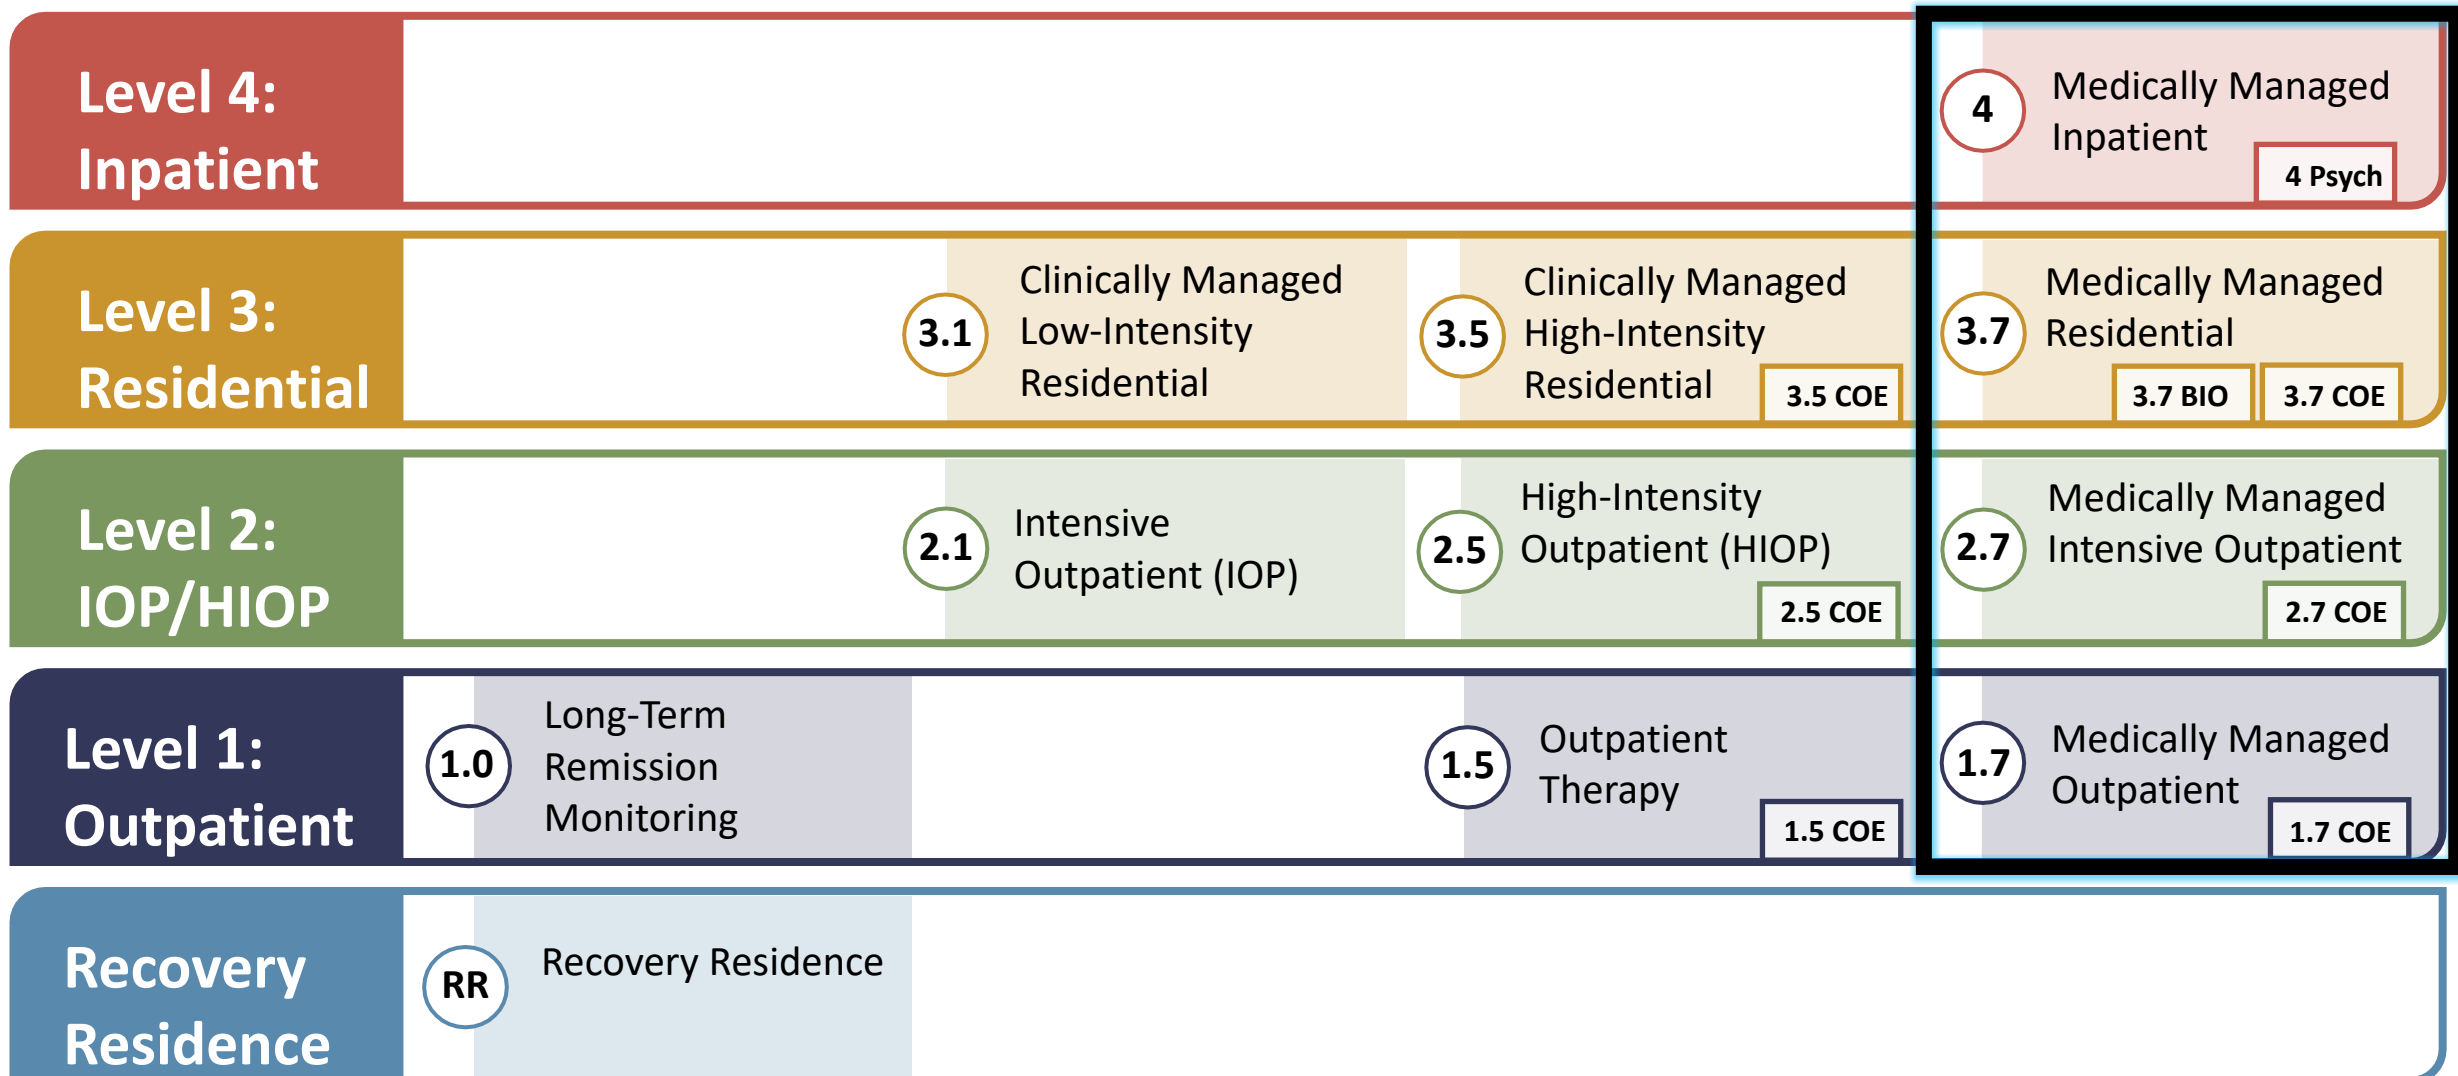 Level 4:
Inpatient
4
Medically Managed
Inpatient
4 Psych
Level 3:
Residential
3.1
Clinically Managed
Low-Intensity
Residential
3.5
Clinically Managed
High-Intensity
Residential
3.5 COE
3.7
Medically Managed
Residential
3.7 BIO
3.7 COE
Level 2:
IOP/HIOP
2.1
Intensive
Outpatient (IOP)
2.5
High-Intensity
Outpatient (HIOP)
2.5 COE
2.7
Medically Managed
Intensive Outpatient
2.7 COE
Level 1:
Outpatient
1.0
Long-Term
Remission
Monitoring
1.5
Outpatient
Therapy
1.5 COE
1.7
Medically Managed
Outpatient
1.7 COE
Recovery
Residence
RR
Recovery Residence